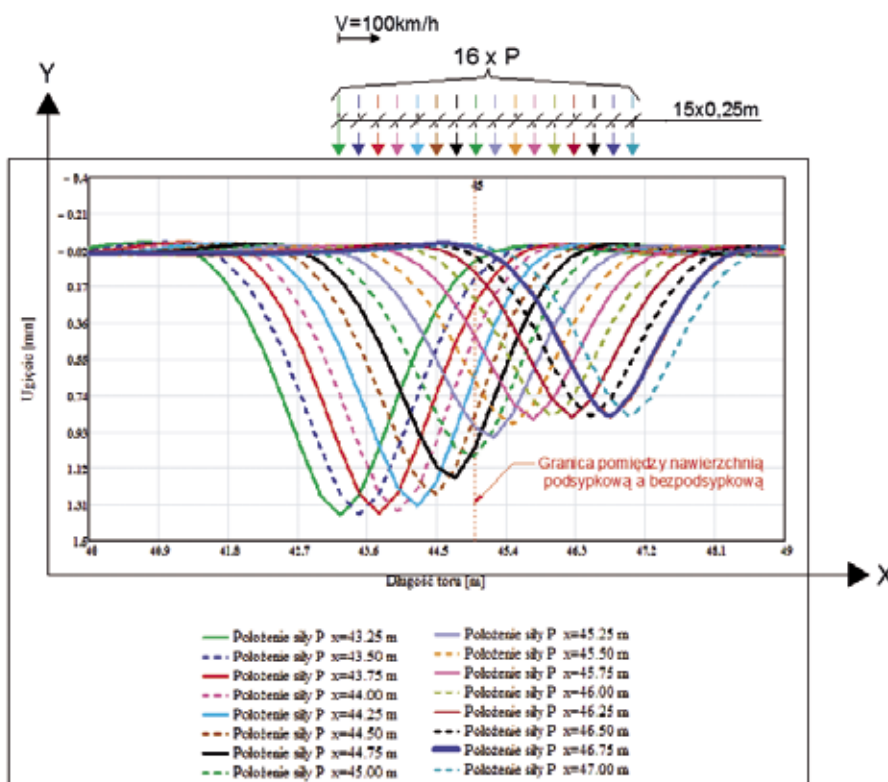 V=100km/h
16 x P
15x0,25m
Y
- 0.4
- 0.21
- 0.02
0.17
0.36
0.55
0.74
0.93
1.12
1.31
1.5
Ugięcie [mm]
45
Granica pomiędzy nawierzchnią
podsypkową a bezpodsypkową
40 40.9 41.8 42.7 43.6 44.5 45.4 46.3 47.2 48.1 49
X
Długość toru [m]
Położenie siły P x=43.25 m
Położenie siły P x=43.50 m
Położenie siły P x=43.75 m
Położenie siły P x=44.00 m
Położenie siły P x=44.25 m
Położenie siły P x=44.50 m
Położenie siły P x=44.75 m
Położenie siły P x=45.00 m
Położenie siły P x=45.25 m
Położenie siły P x=45.50 m
Położenie siły P x=45.75 m
Położenie siły P x=46.00 m
Położenie siły P x=46.25 m
Położenie siły P x=46.50 m
Położenie siły P x=46.75 m
Położenie siły P x=47.00 m